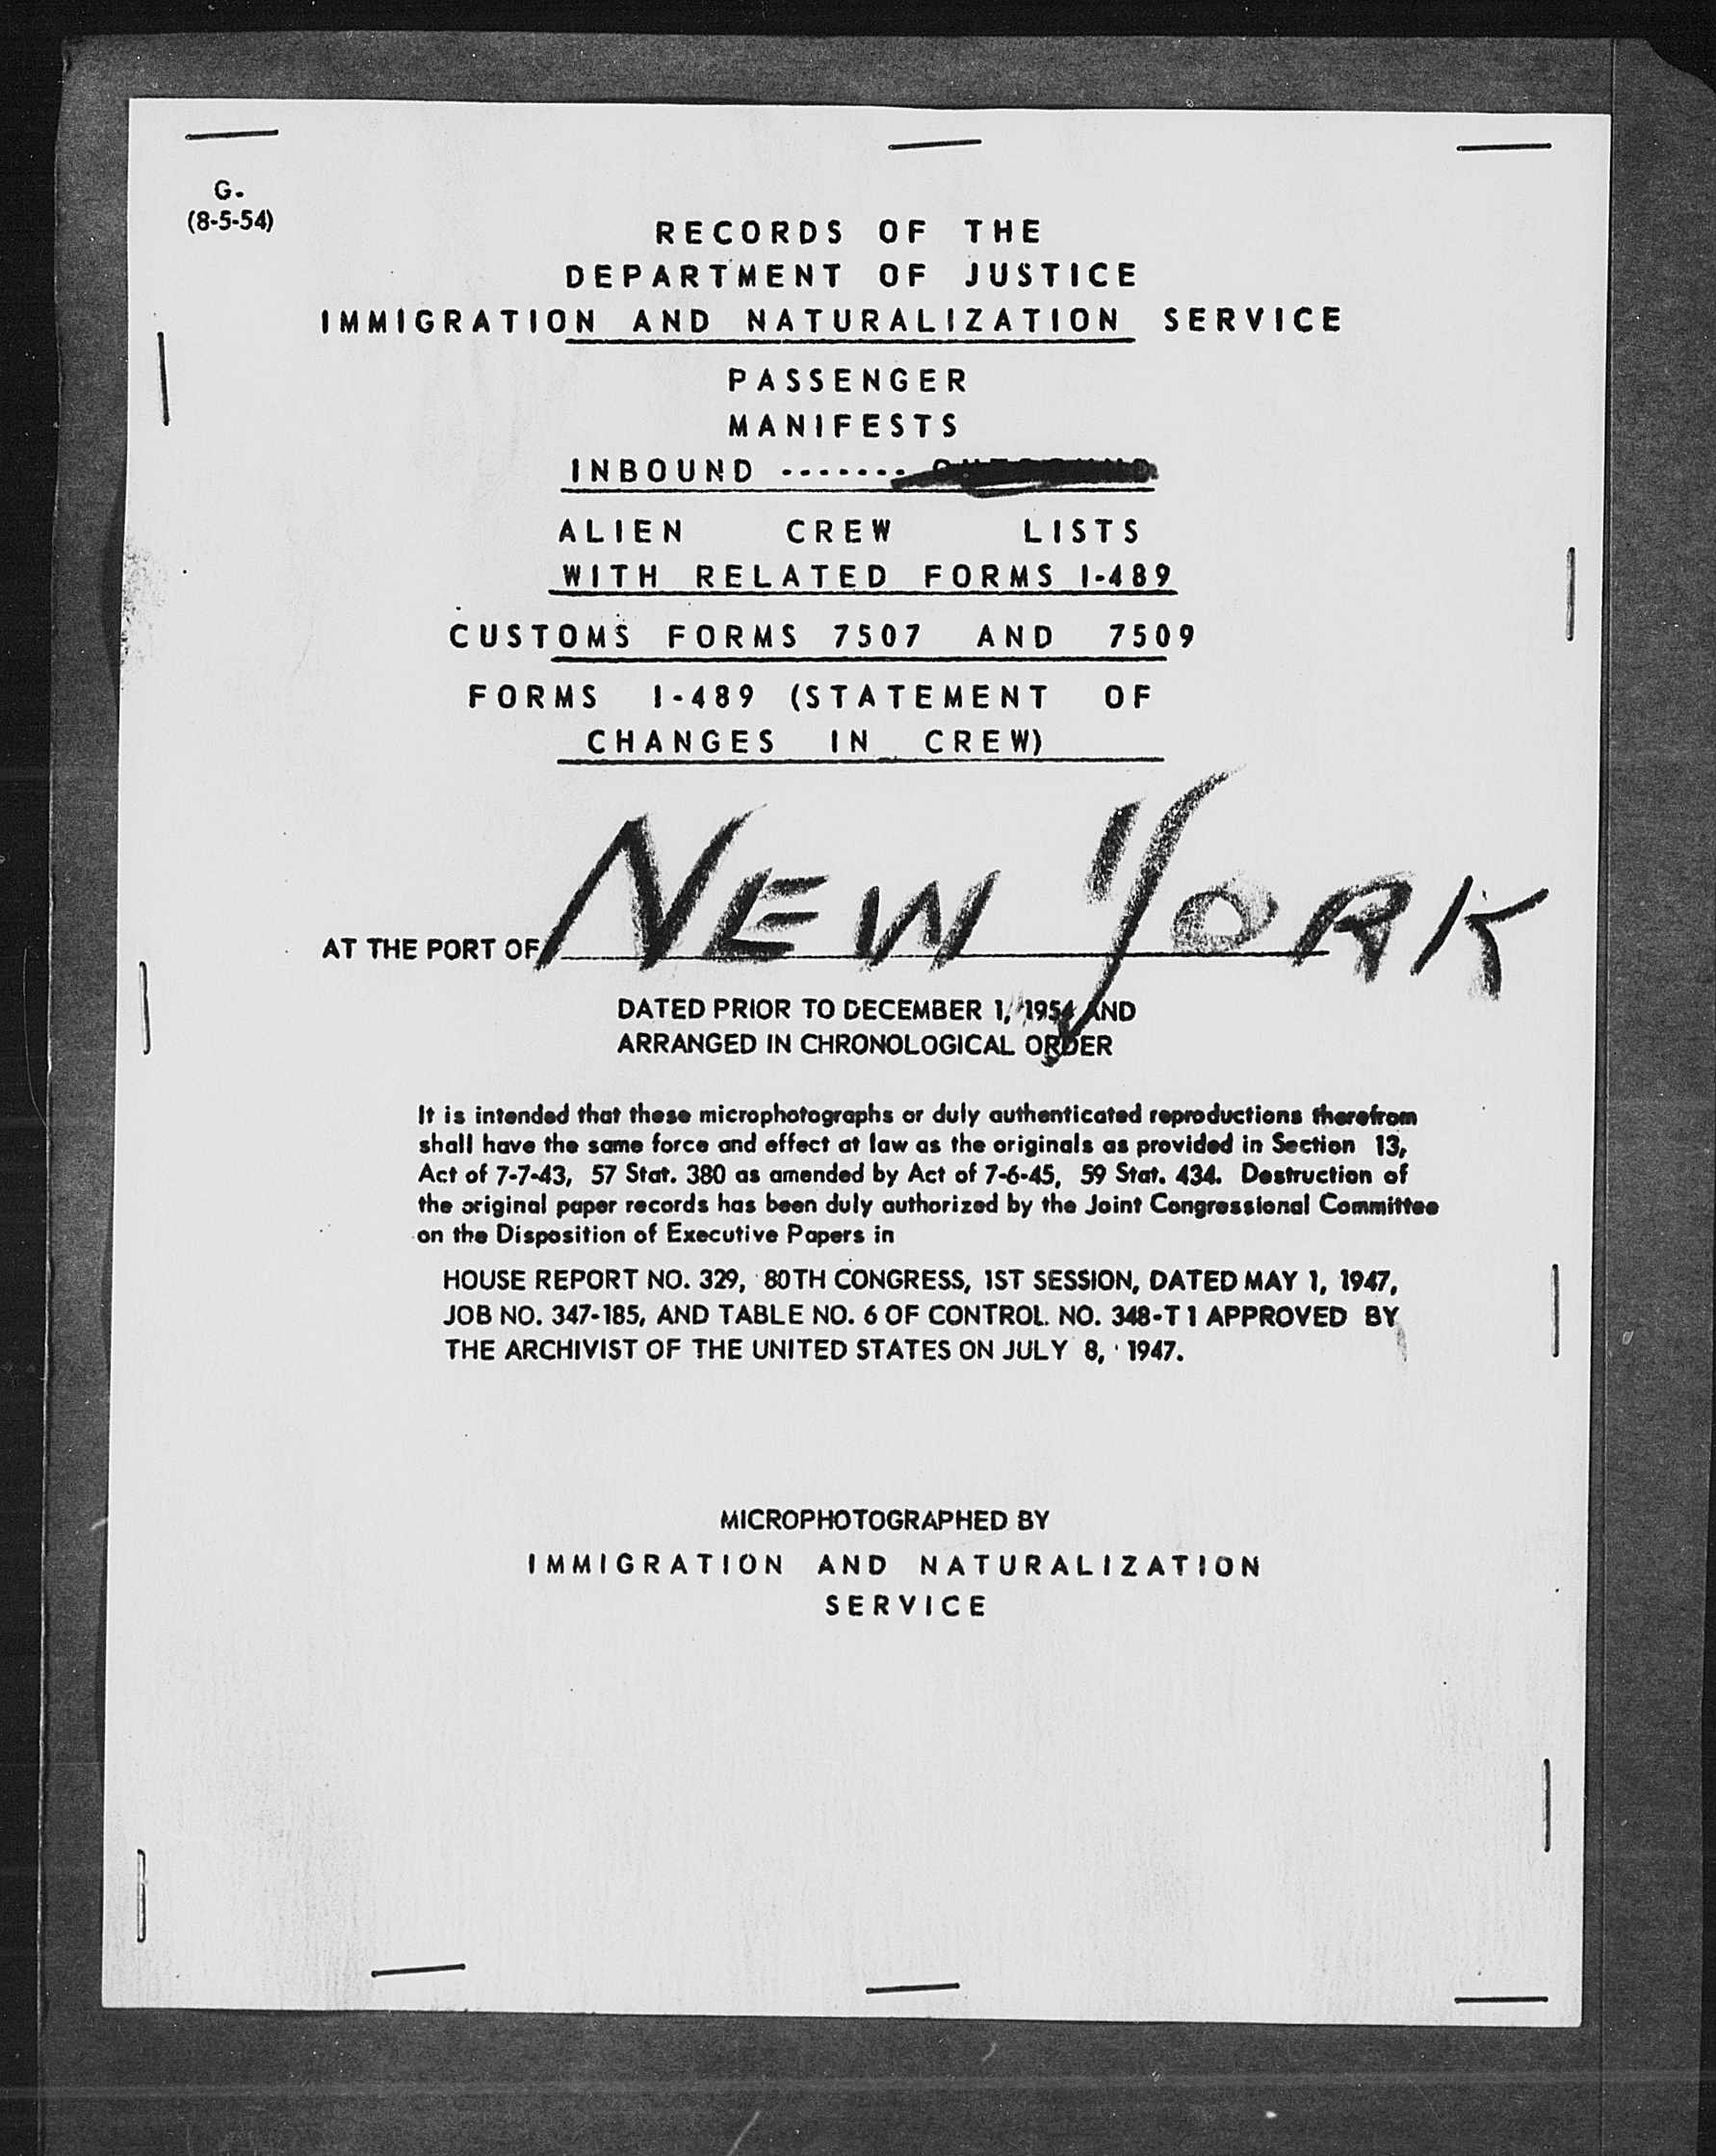 G.
(8-5-54)
RECORDS OF THE
DEPARTMENT OF JUSTICE
IMMIGRATION AND NATURALIZATION SERVICE
PASSENGER
MANIFESTS
INBOUND -------
ALIEN CREW LISTS
WITH RELATED FORMS I-489
CUSTOMS FORMS 7507 AND 7509
FORMS I-489 (STATEMENT OF
CHANGES IN CREW)
AT THE PORT OF NEW YORK
DATED PRIOR TO DECEMBER 1, 1954 AND
ARRANGED IN CHRONOLOGICAL ORDER
It is intended that these microphotographs or duly authenticated reproductions therefrom
shall have the same force and effect at law as the originals as provided in Section 13,
Act of 7-7-43, 57 Stat. 380 as amended by Act of 7-6-45, 59 Stat. 434. Destruction of
the original paper records has been duly authorized by the Joint Congressional Committee
on the Disposition of Executive Papers in
HOUSE REPORT NO. 329, 80TH CONGRESS, 1ST SESSION, DATED MAY 1, 1947,
JOB NO. 347-185, AND TABLE NO. 6 OF CONTROL NO. 348-T1 APPROVED BY
THE ARCHIVIST OF THE UNITED STATES ON JULY 8, 1947.
MICROPHOTOGRAPHED BY
IMMIGRATION AND NATURALIZATION
SERVICE